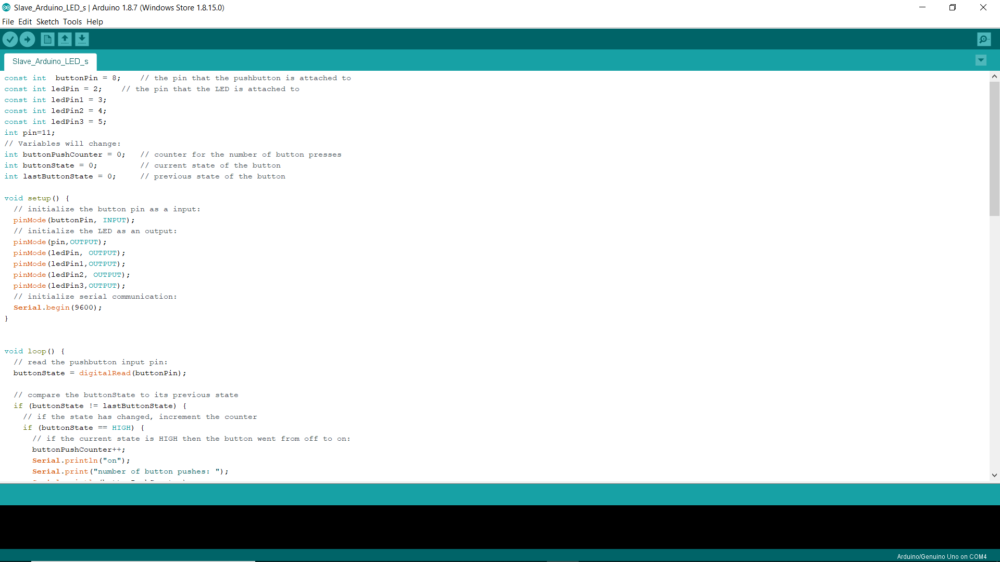 Slave_Arduino_LED_s | Arduino 1.8.7 (Windows Store 1.8.15.0)
File Edit Sketch Tools Help
Slave_Arduino_LED_s
const int  buttonPin = 8;    // the pin that the pushbutton is attached to
const int ledPin = 2;    // the pin that the LED is attached to
const int ledPin1 = 3;
const int ledPin2 = 4;
const int ledPin3 = 5;
int pin=11;
// Variables will change:
int buttonPushCounter = 0;   // counter for the number of button presses
int buttonState = 0;         // current state of the button
int lastButtonState = 0;     // previous state of the button
void setup() {
  // initialize the button pin as a input:
  pinMode(buttonPin, INPUT);
  // initialize the LED as an output:
  pinMode(pin,OUTPUT);
  pinMode(ledPin, OUTPUT);
  pinMode(ledPin1,OUTPUT);
  pinMode(ledPin2, OUTPUT);
  pinMode(ledPin3,OUTPUT);
  // initialize serial communication:
  Serial.begin(9600);
}
void loop() {
  // read the pushbutton input pin:
  buttonState = digitalRead(buttonPin);
  // compare the buttonState to its previous state
  if (buttonState != lastButtonState) {
    // if the state has changed, increment the counter
    if (buttonState == HIGH) {
      // if the current state is HIGH then the button went from off to on:
      buttonPushCounter++;
      Serial.println("on");
      Serial.print("number of button pushes: ");
Arduino/Genuino Uno on COM4